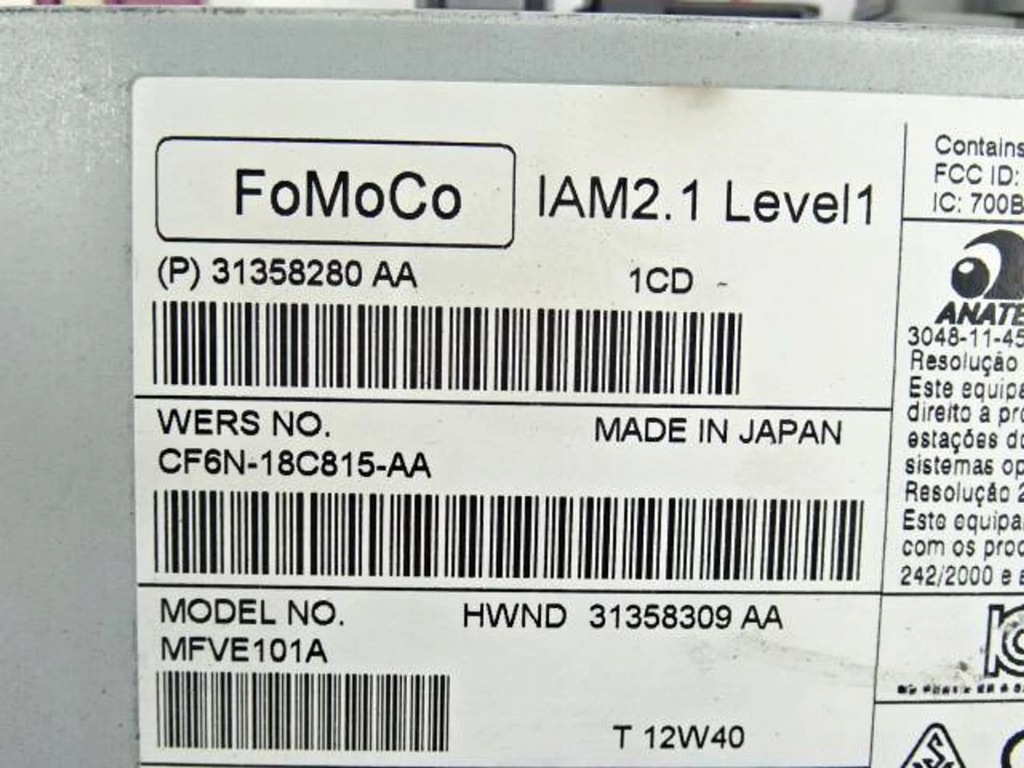 FoMoCo IAM2.1 Level1
(P) 31358280 AA 1CD
WERS NO. MADE IN JAPAN
CF6N-18C815-AA
MODEL NO. HWND 31358309 AA
MFVE101A
T 12W40
Contains
FCC ID:
IC: 700B
ANATE
3048-11-45
Resolução
Este equipa
direito a pro
estações do
sistemas op
Resolução 2
Este equipa
com os proc
242/2000 e a